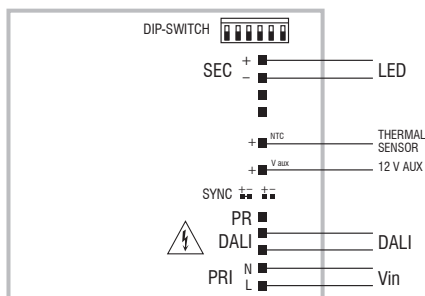 DIP-SWITCH
SEC + LED
−
+ NTC THERMAL
SENSOR
+ V aux 12 V AUX
SYNC +− +−
PR
DALI DALI
PRI N Vin
L